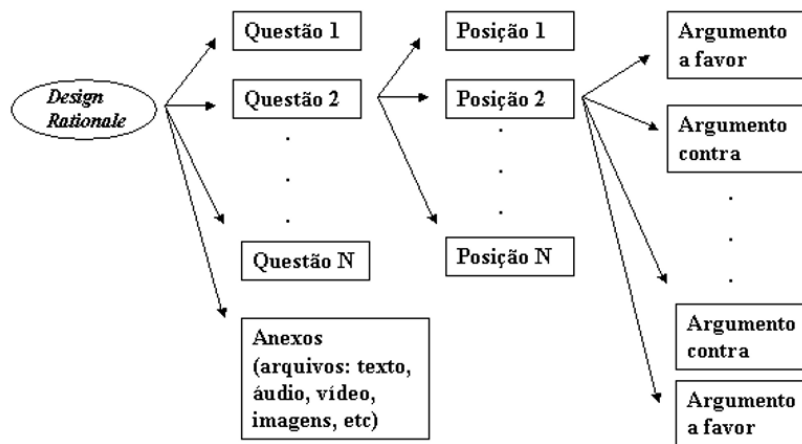 Design
Rationale
Questão 1
Questão 2
.
.
.
Questão N
Anexos
(arquivos: texto,
áudio, vídeo,
imagens, etc)
Posição 1
Posição 2
.
.
.
Posição N
Argumento
a favor
Argumento
contra
.
.
.
Argumento
contra
Argumento
a favor